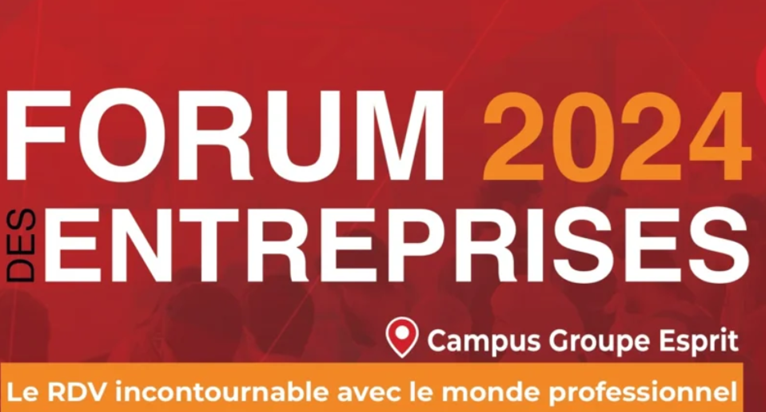 FORUM 2024
DES ENTREPRISES
Campus Groupe Esprit
Le RDV incontournable avec le monde professionnel